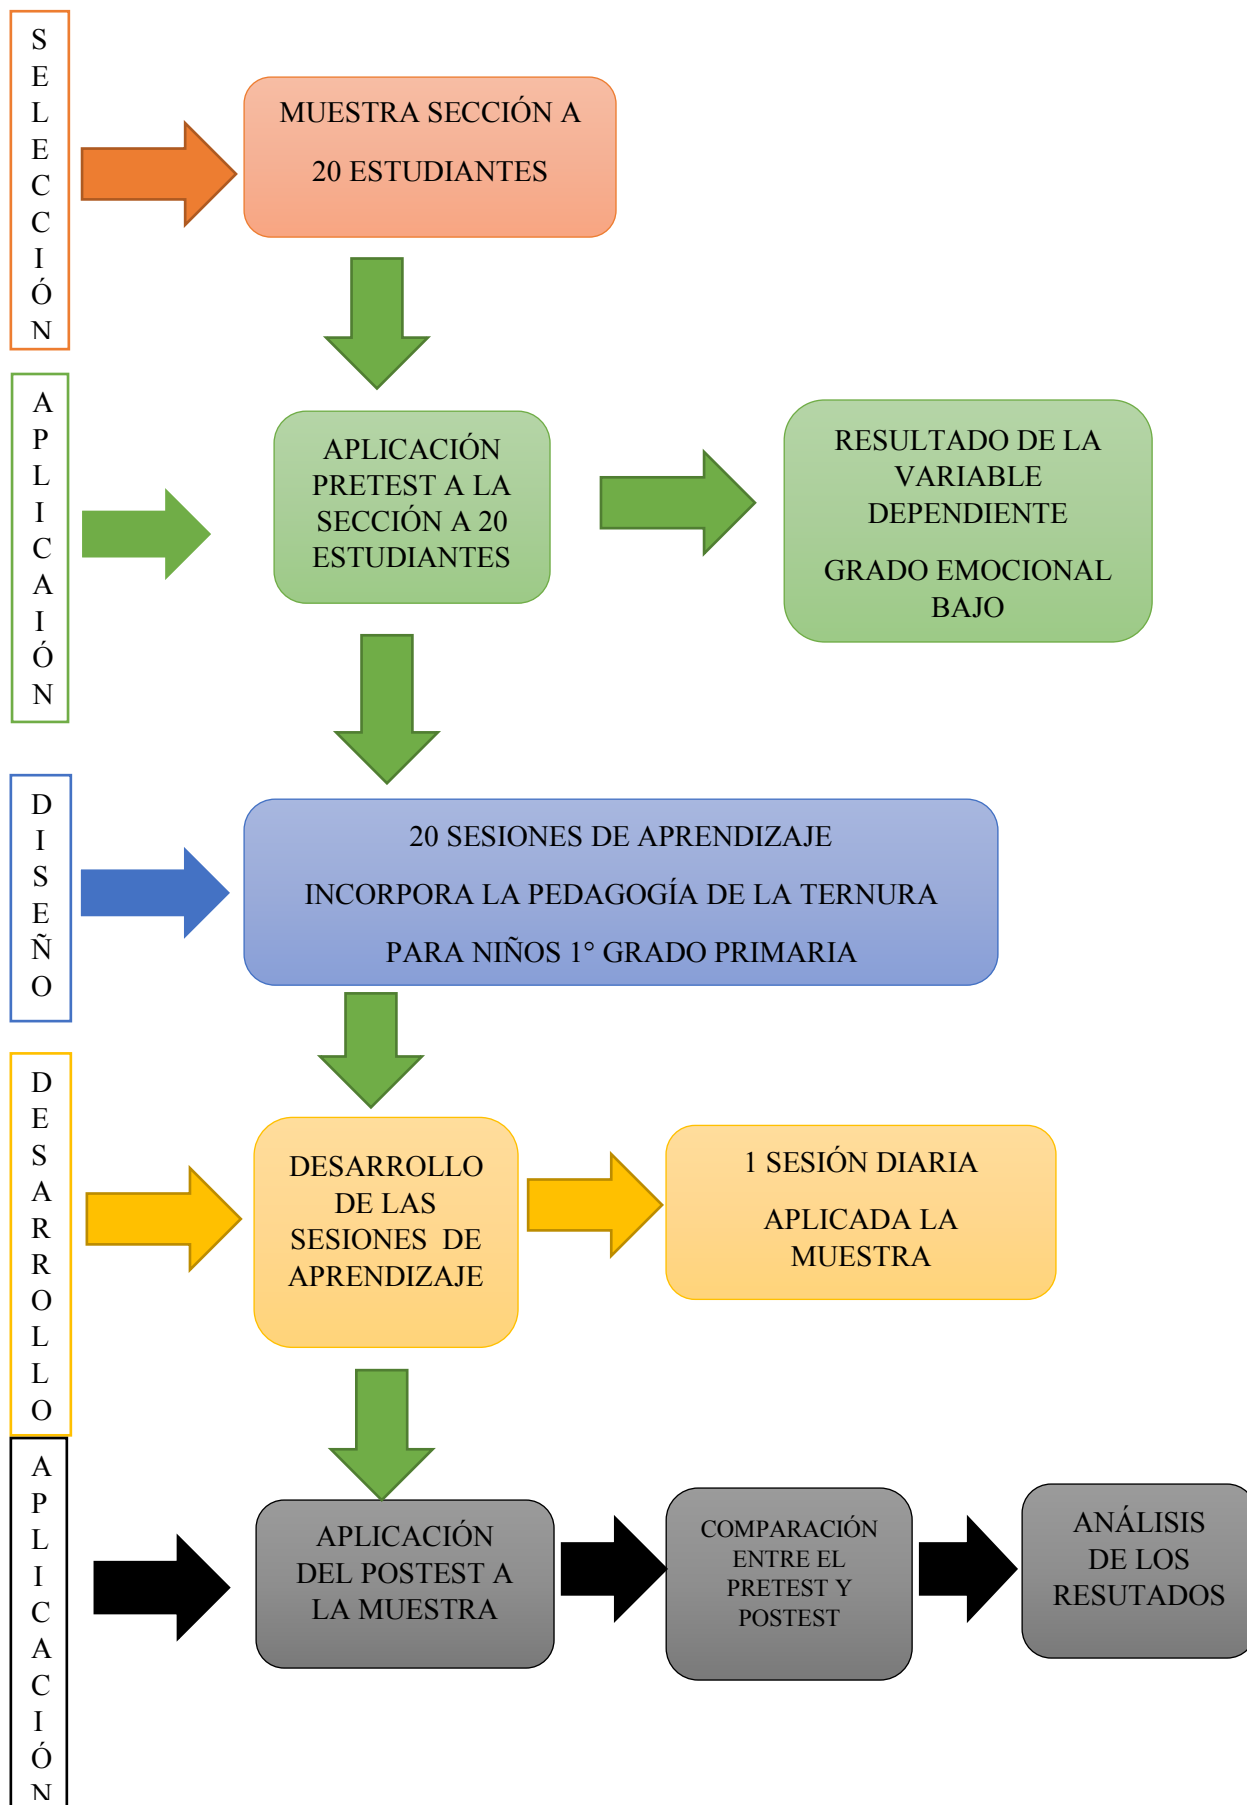 S
E
L
E
C
C
I
Ó
N
MUESTRA SECCIÓN A
20 ESTUDIANTES
A
P
L
I
C
A
I
Ó
N
APLICACIÓN
PRETEST A LA
SECCIÓN A 20
ESTUDIANTES
RESULTADO DE LA
VARIABLE
DEPENDIENTE
GRADO EMOCIONAL
BAJO
D
I
S
E
Ñ
O
20 SESIONES DE APRENDIZAJE
INCORPORA LA PEDAGOGÍA DE LA TERNURA
PARA NIÑOS 1° GRADO PRIMARIA
D
E
S
A
R
R
O
L
L
O
DESARROLLO
DE LAS
SESIONES DE
APRENDIZAJE
1 SESIÓN DIARIA
APLICADA LA
MUESTRA
A
P
L
I
C
A
C
I
Ó
N
APLICACIÓN
DEL POSTEST A
LA MUESTRA
COMPARACIÓN
ENTRE EL
PRETEST Y
POSTEST
ANÁLISIS
DE LOS
RESUTADOS